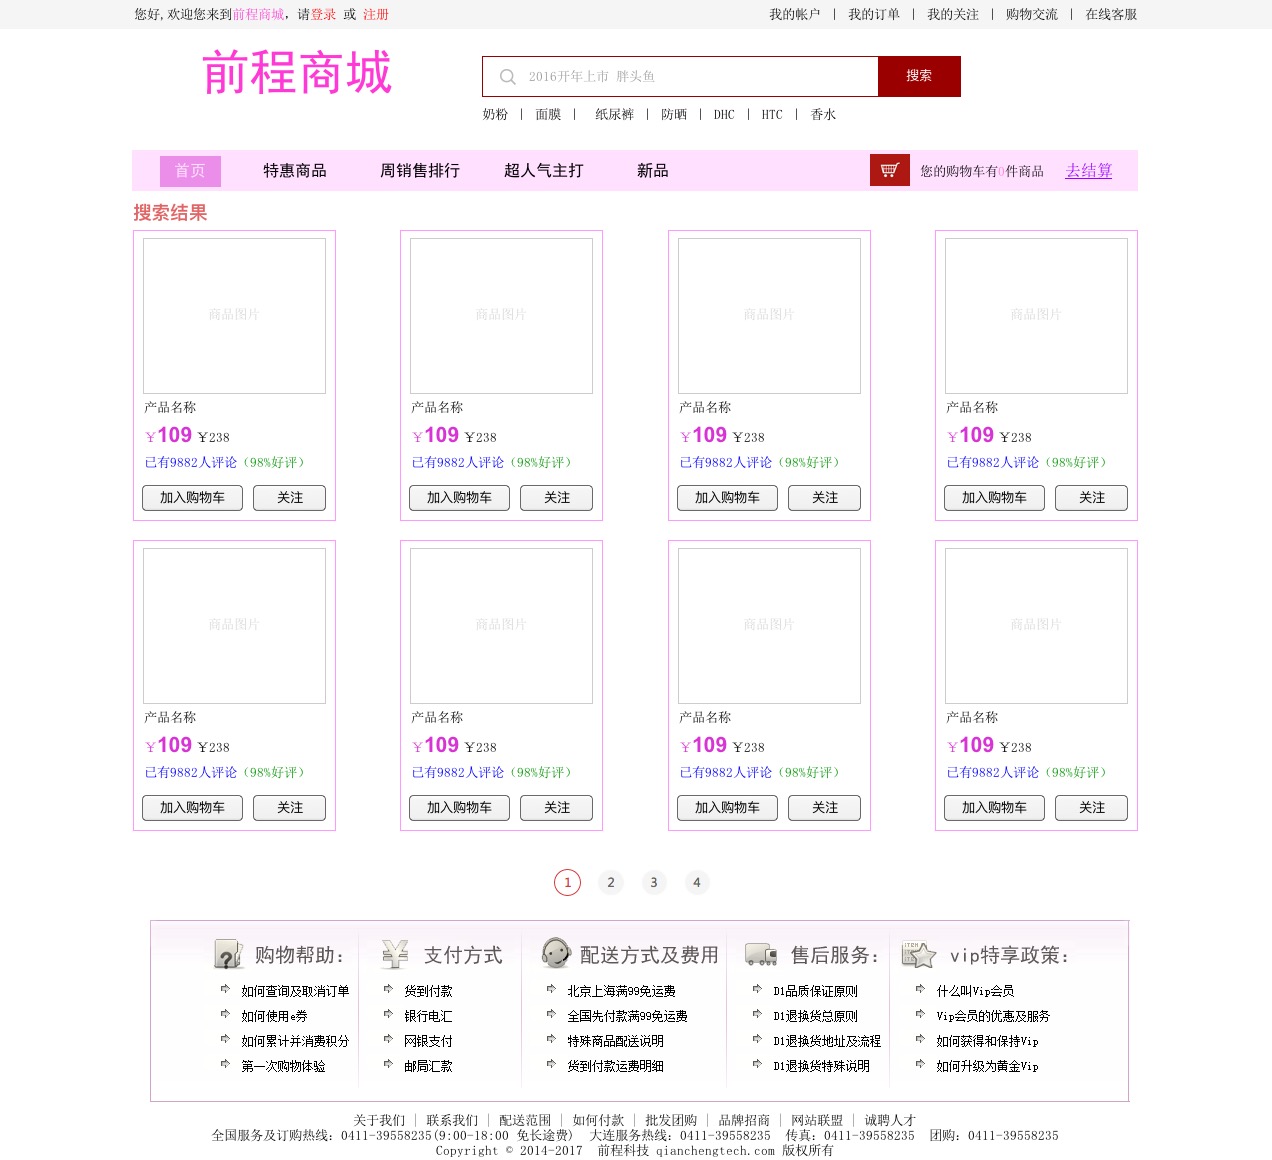 您好,欢迎您来到前程商城，请登录 或 注册
我的帐户 | 我的订单 | 我的关注 | 购物交流 | 在线客服
前程商城
2016开年上市 胖头鱼
搜索
奶粉 | 面膜 | 纸尿裤 | 防晒 | DHC | HTC | 香水
首页 特惠商品 周销售排行 超人气主打 新品
您的购物车有0件商品 去结算
搜索结果
商品图片 商品图片 商品图片 商品图片
产品名称 产品名称 产品名称 产品名称
￥109 ￥238 ￥109 ￥238 ￥109 ￥238 ￥109 ￥238
已有9882人评论（98%好评） 已有9882人评论（98%好评） 已有9882人评论（98%好评） 已有9882人评论（98%好评）
加入购物车 关注 加入购物车 关注 加入购物车 关注 加入购物车 关注
商品图片 商品图片 商品图片 商品图片
产品名称 产品名称 产品名称 产品名称
￥109 ￥238 ￥109 ￥238 ￥109 ￥238 ￥109 ￥238
已有9882人评论（98%好评） 已有9882人评论（98%好评） 已有9882人评论（98%好评） 已有9882人评论（98%好评）
加入购物车 关注 加入购物车 关注 加入购物车 关注 加入购物车 关注
1 2 3 4
购物帮助：
如何查询及取消订单
如何使用e券
如何累计并消费积分
第一次购物体验
支付方式
货到付款
银行电汇
网银支付
邮局汇款
配送方式及费用
北京上海满99免运费
全国先付款满99免运费
特殊商品配送说明
货到付款运费明细
售后服务：
D1品质保证原则
D1退换货总原则
D1退换货地址及流程
D1退换货特殊说明
ITEM
vip特享政策：
什么叫Vip会员
Vip会员的优惠及服务
如何获得和保持Vip
如何升级为黄金Vip
关于我们 | 联系我们 | 配送范围 | 如何付款 | 批发团购 | 品牌招商 | 网站联盟 | 诚聘人才
全国服务及订购热线：0411-39558235(9:00-18:00 免长途费) 大连服务热线：0411-39558235 传真：0411-39558235 团购：0411-39558235
Copyright © 2014-2017 前程科技 qianchengtech.com 版权所有